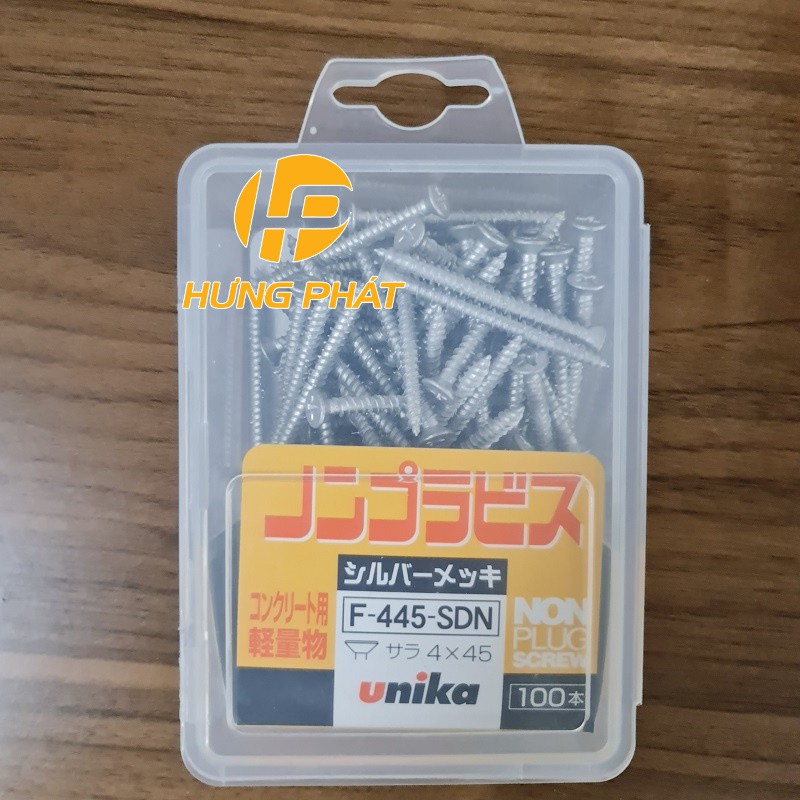 HP
HƯNG PHÁT
ノンプラビス
シルバーメッキ
コンクリート用
軽量物
F-445-SDN
サラ 4×45
unika
NON
PLUG
SCREW
100本